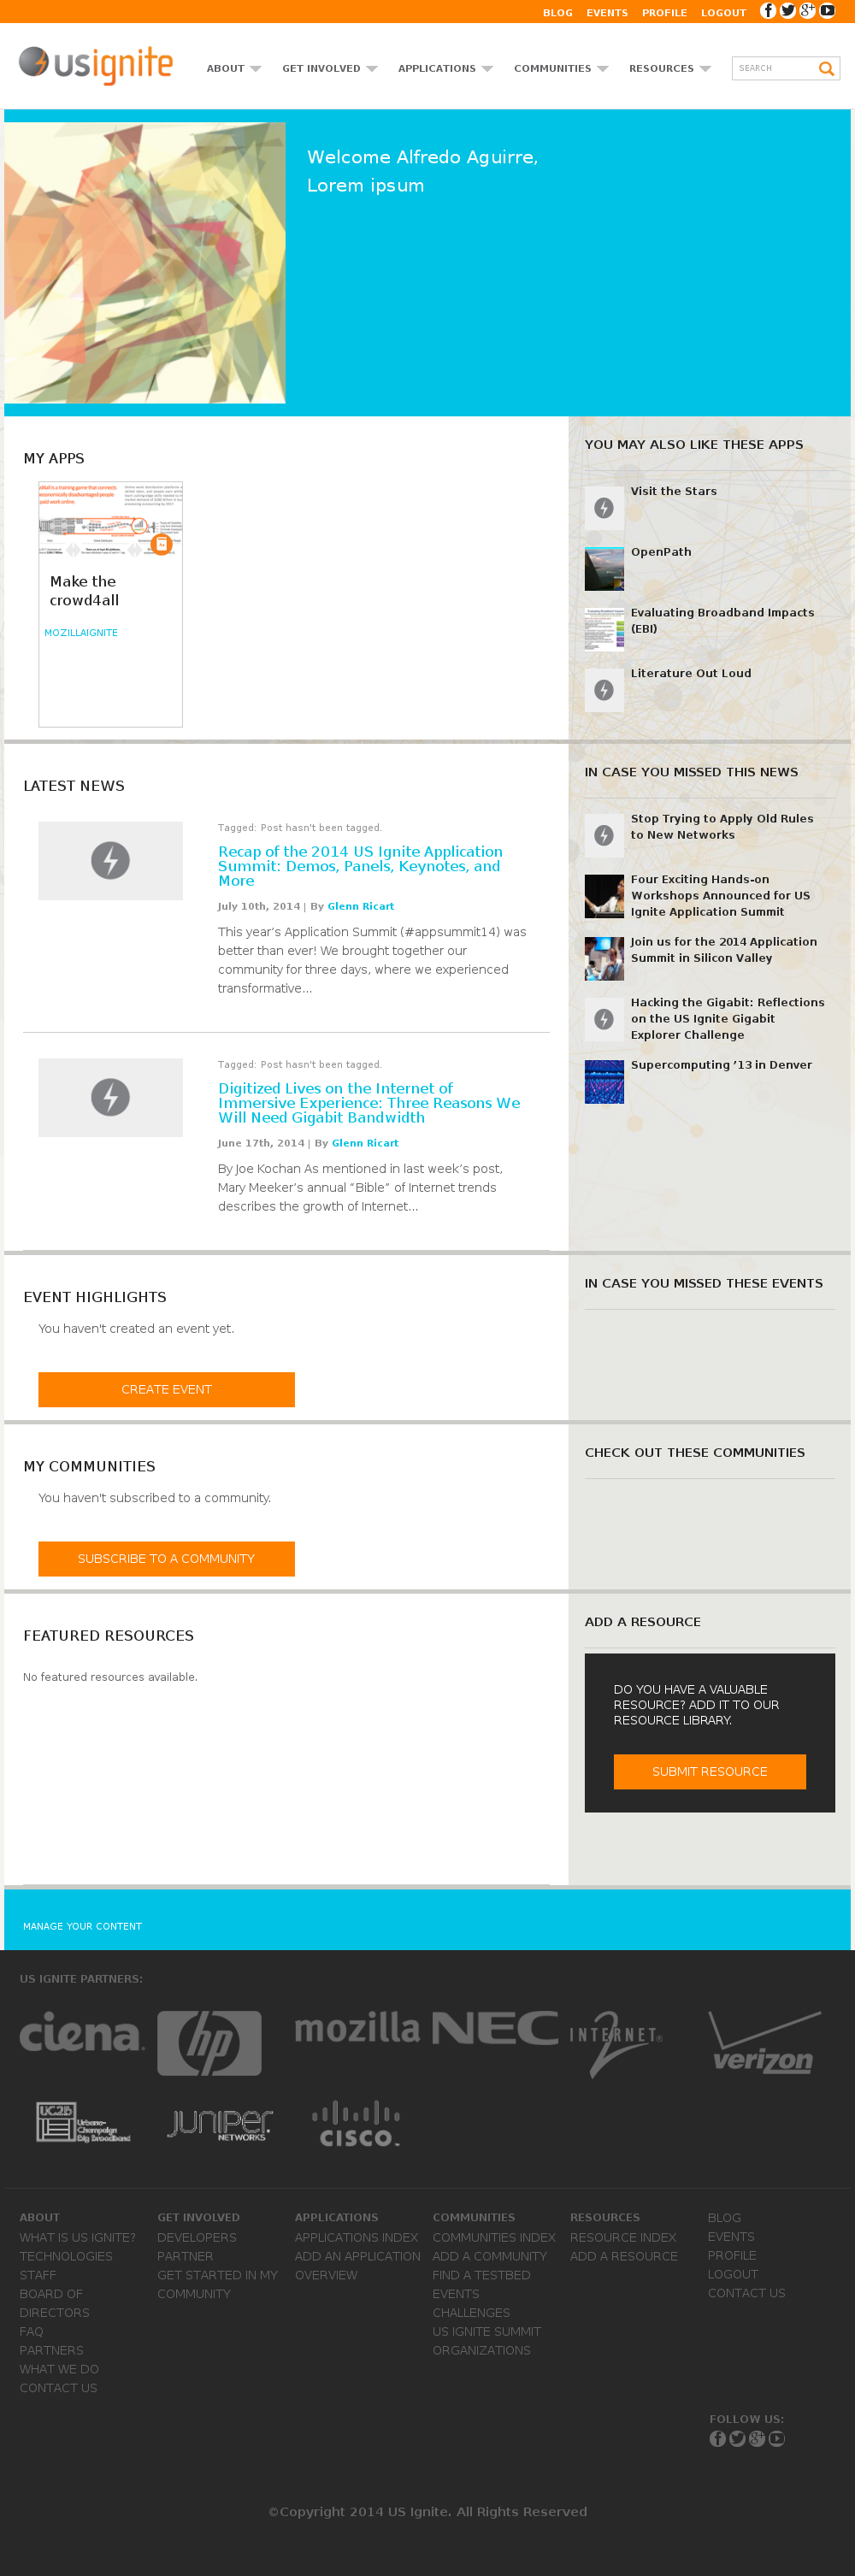 BLOG EVENTS PROFILE LOGOUT
usignite
ABOUT GET INVOLVED APPLICATIONS COMMUNITIES RESOURCES SEARCH
Welcome Alfredo Aguirre,
Lorem ipsum
MY APPS
Make the
crowd4all
MOZILLAIGNITE
YOU MAY ALSO LIKE THESE APPS
Visit the Stars
OpenPath
Evaluating Broadband Impacts
(EBI)
Literature Out Loud
LATEST NEWS
Tagged: Post hasn't been tagged.
Recap of the 2014 US Ignite Application
Summit: Demos, Panels, Keynotes, and
More
July 10th, 2014 | By Glenn Ricart
This year's Application Summit (#appsummit14) was
better than ever! We brought together our
community for three days, where we experienced
transformative...
Tagged: Post hasn't been tagged.
Digitized Lives on the Internet of
Immersive Experience: Three Reasons We
Will Need Gigabit Bandwidth
June 17th, 2014 | By Glenn Ricart
By Joe Kochan As mentioned in last week's post,
Mary Meeker's annual "Bible" of Internet trends
describes the growth of Internet...
IN CASE YOU MISSED THIS NEWS
Stop Trying to Apply Old Rules
to New Networks
Four Exciting Hands-on
Workshops Announced for US
Ignite Application Summit
Join us for the 2014 Application
Summit in Silicon Valley
Hacking the Gigabit: Reflections
on the US Ignite Gigabit
Explorer Challenge
Supercomputing '13 in Denver
EVENT HIGHLIGHTS
You haven't created an event yet.
CREATE EVENT
IN CASE YOU MISSED THESE EVENTS
MY COMMUNITIES
You haven't subscribed to a community.
SUBSCRIBE TO A COMMUNITY
CHECK OUT THESE COMMUNITIES
FEATURED RESOURCES
No featured resources available.
ADD A RESOURCE
DO YOU HAVE A VALUABLE
RESOURCE? ADD IT TO OUR
RESOURCE LIBRARY.
SUBMIT RESOURCE
MANAGE YOUR CONTENT
US IGNITE PARTNERS:
ciena hp mozilla NEC INTERNET 2 verizon
UC2B Urbana-Champaign Big Broadband
JUNIPER NETWORKS
CISCO
ABOUT
WHAT IS US IGNITE?
TECHNOLOGIES
STAFF
BOARD OF
DIRECTORS
FAQ
PARTNERS
WHAT WE DO
CONTACT US
GET INVOLVED
DEVELOPERS
PARTNER
GET STARTED IN MY
COMMUNITY
APPLICATIONS
APPLICATIONS INDEX
ADD AN APPLICATION
OVERVIEW
COMMUNITIES
COMMUNITIES INDEX
ADD A COMMUNITY
FIND A TESTBED
EVENTS
CHALLENGES
US IGNITE SUMMIT
ORGANIZATIONS
RESOURCES
RESOURCE INDEX
ADD A RESOURCE
BLOG
EVENTS
PROFILE
LOGOUT
CONTACT US
FOLLOW US:
©Copyright 2014 US Ignite. All Rights Reserved